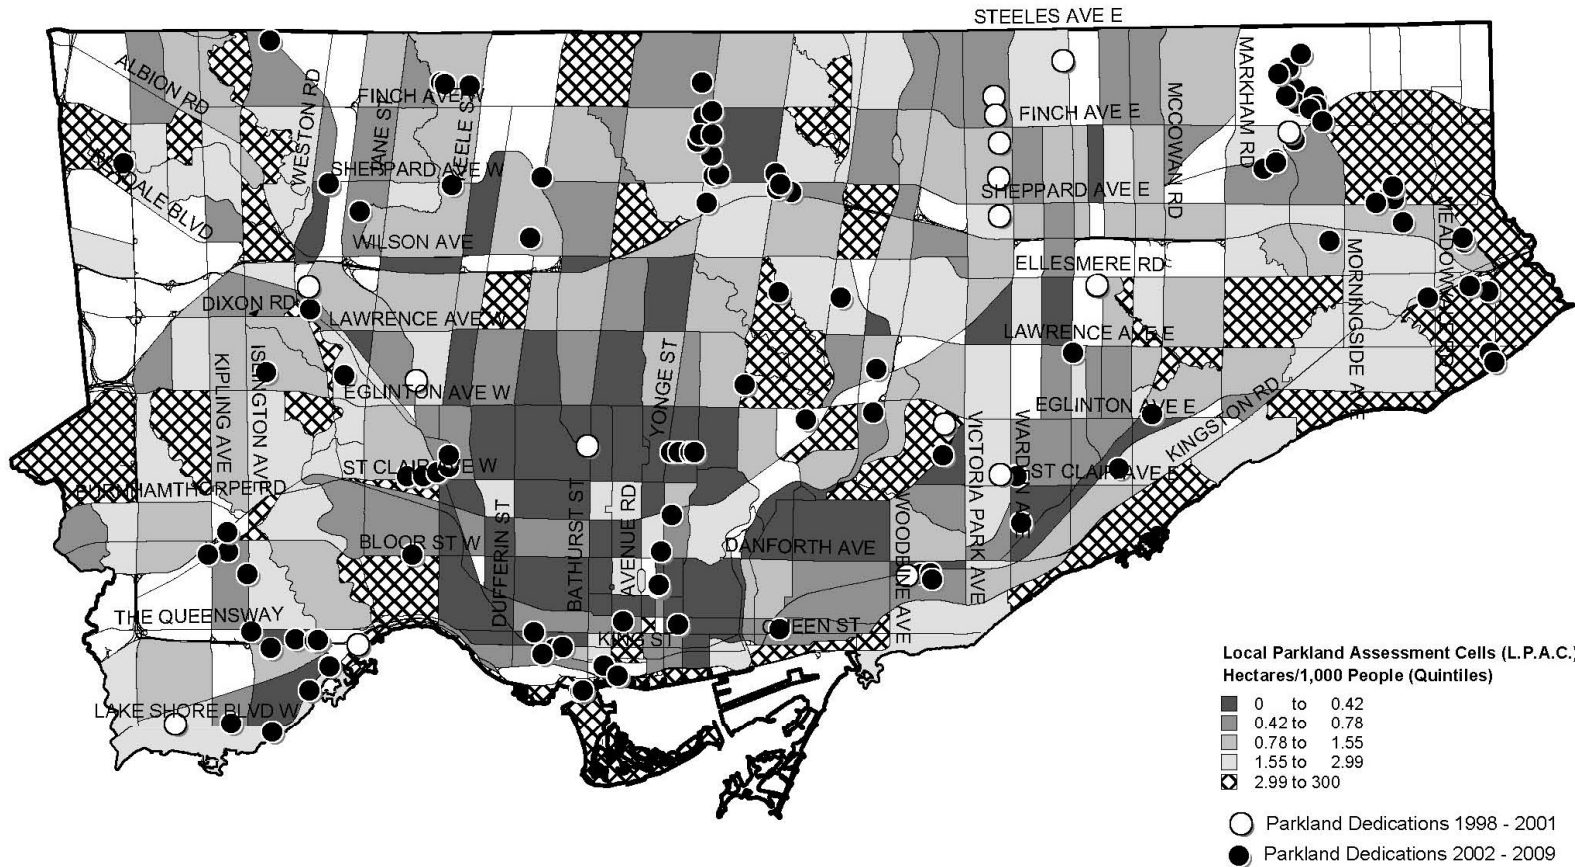 STEELES AVE E
ALBION RD
WESTON RD
FINCH AVE W
JANE ST
KEELE ST
FINCH AVE E
MCCOWAN RD
MARKHAM RD
SHEPPARD AVE W
SHEPPARD AVE E
WILSON AVE
ELLESMERE RD
MORNINGSIDE AVE
DIXON RD
LAWRENCE AVE W
LAWRENCE AVE E
KIPLING AVE
ISLINGTON AVE
EGLINTON AVE W
YONGE ST
EGLINTON AVE E
KINGSTON RD
VICTORIA PARK AVE
WARDEN AVE
ST CLAIR AVE W
ST CLAIR AVE E
BURNHAMTHORPE RD
BLOOR ST W
DUFFERIN ST
BATHURST ST
AVENUE RD
DANFORTH AVE
WOODBINE AVE
THE QUEENSWAY
KING ST
QUEEN ST
LAKE SHORE BLVD W
Local Parkland Assessment Cells (L.P.A.C.)
Hectares/1,000 People (Quintiles)
0 to 0.42
0.42 to 0.78
0.78 to 1.55
1.55 to 2.99
2.99 to 300
Parkland Dedications 1998 - 2001
Parkland Dedications 2002 - 2009